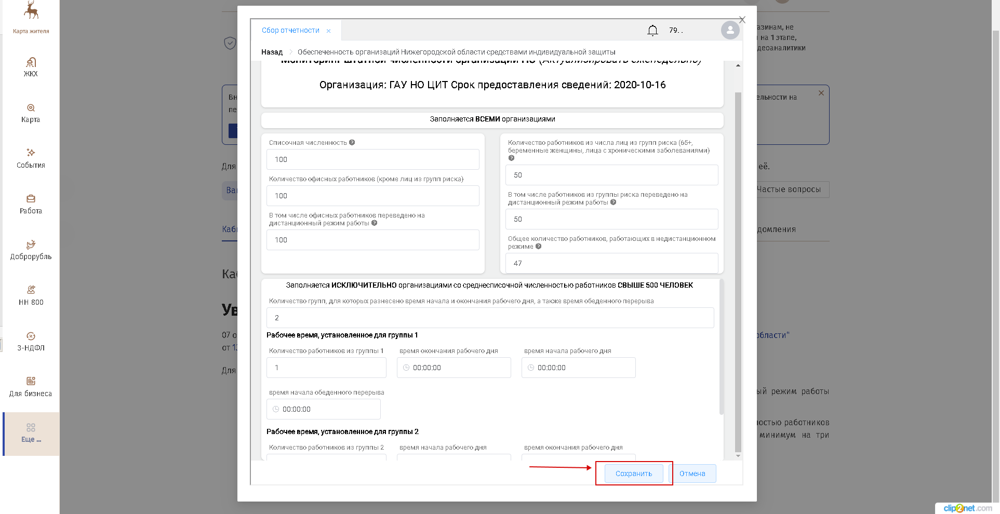 Карта жителя
ЖКХ
Карта
События
Работа
Доброрубль
НН 800
3-НДФЛ
Для бизнеса
Еще ...
Сбор отчетности ×
79. .
X
Назад > Обеспеченность организаций Нижегородской области средствами индивидуальной защиты
Мониторинг штатной численности организаций НО (Актуализировать еженедельно)
Организация: ГАУ НО ЦИТ Срок предоставления сведений: 2020-10-16
Заполняется ВСЕМИ организациями
Списочная численность
100
Количество офисных работников (кроме лиц из групп риска)
100
В том числе офисных работников переведено на
дистанционный режим работы
100
Количество работников из числа лиц из групп риска (65+,
беременные женщины, лица с хроническими заболеваниями)
50
В том числе работников из группы риска переведено на
дистанционный режим работы
50
Общее количество работников, работающих в недистанционном
режиме
47
Заполняется ИСКЛЮЧИТЕЛЬНО организациями со среднесписочной численностью работников СВЫШЕ 500 ЧЕЛОВЕК
Количество групп, для которых разнесено время начала и окончания рабочего дня, а также время обеденного перерыва
2
Рабочее время, установленное для группы 1
Количество работников из группы 1 время окончания рабочего дня время начала рабочего дня
1 00:00:00 00:00:00
время начала обеденного перерыва
00:00:00
Рабочее время, установленное для группы 2
Количество работников из группы 2 время начала рабочего дня время окончания рабочего дня
Сохранить Отмена
Вн
пе
Для
Ва
Каб
Ка
Ув
07 о
от 13
Для
азинам, не
на 1 этапе,
деоаналитики
ельности на
её.
Частые вопросы
домления
области"
ый режим работы
ностью работников
минимум на три
clip2net.com